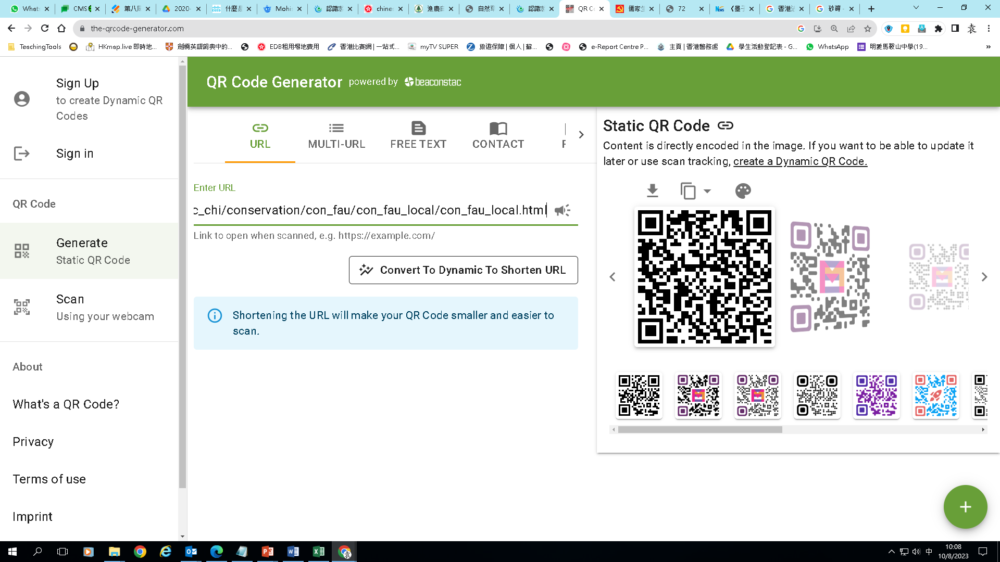 What:
CMS
第八屆
2020-
什麼是
Mohis
認識
chines
漁農自
自然
認識
QR Co
儒家
72
《墨子
香港
砂磚 -
the-qrcode-generator.com
TeachingTools
HKmap.live 即時地...
劍橋英語詞典中的...
EDB租用場地費用
香港比賽網 | 一站式...
myTV SUPER
旅遊保障 | 個人 | 蘇...
e-Report Centre P...
主頁 | 香港警務處
學生活動登記表 - G...
WhatsApp
明愛馬鞍山中學(19...
»
Sign Up
to create Dynamic QR
Codes
Sign in
QR Code
Generate
Static QR Code
Scan
Using your webcam
About
What's a QR Code?
Privacy
Terms of use
Imprint
QR Code Generator powered by beaconstac
URL
MULTI-URL
FREE TEXT
CONTACT
Enter URL
c_chi/conservation/con_fau/con_fau_local/con_fau_local.html
Link to open when scanned, e.g. https://example.com/
Convert To Dynamic To Shorten URL
Shortening the URL will make your QR Code smaller and easier to
scan.
Static QR Code
Content is directly encoded in the image. If you want to be able to update it
later or use scan tracking, create a Dynamic QR Code.
中
10:08
10/8/2023